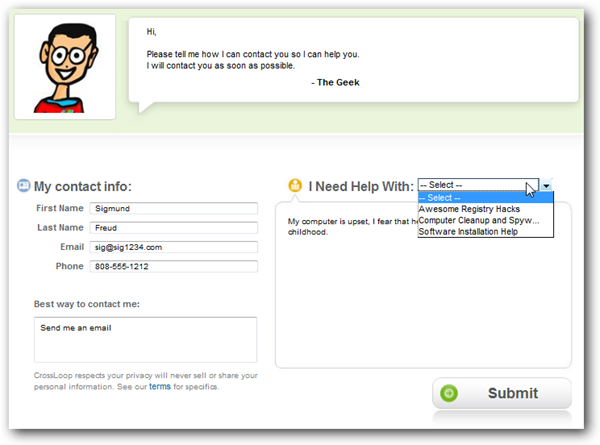 Hi,
Please tell me how I can contact you so I can help you.
I will contact you as soon as possible.
- The Geek
My contact info:
First Name Sigmund
Last Name Freud
Email sig@sig1234.com
Phone 808-555-1212
Best way to contact me:
Send me an email
CrossLoop respects your privacy will never sell or share your
personal information. See our terms for specifics.
I Need Help With: -- Select --
-- Select --
Awesome Registry Hacks
Computer Cleanup and Spyw...
Software Installation Help
My computer is upset, I fear that he
childhood.
Submit